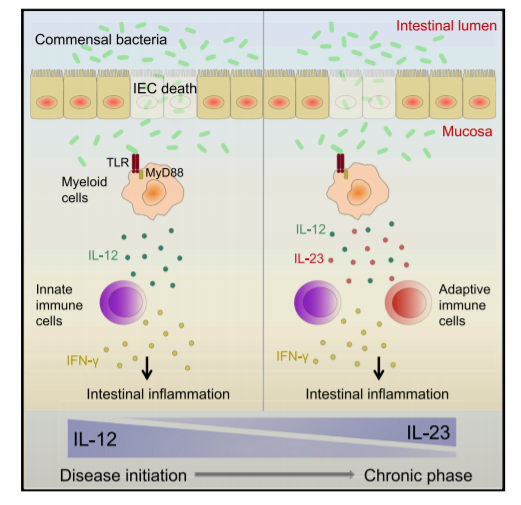 Commensal bacteria
Intestinal lumen
IEC death
Mucosa
TLR
MyD88
Myeloid
cells
IL-12
Innate
immune
cells
IFN-γ
Intestinal inflammation
IL-12
IL-23
Adaptive
immune
cells
IFN-γ
Intestinal inflammation
IL-12
IL-23
Disease initiation
Chronic phase